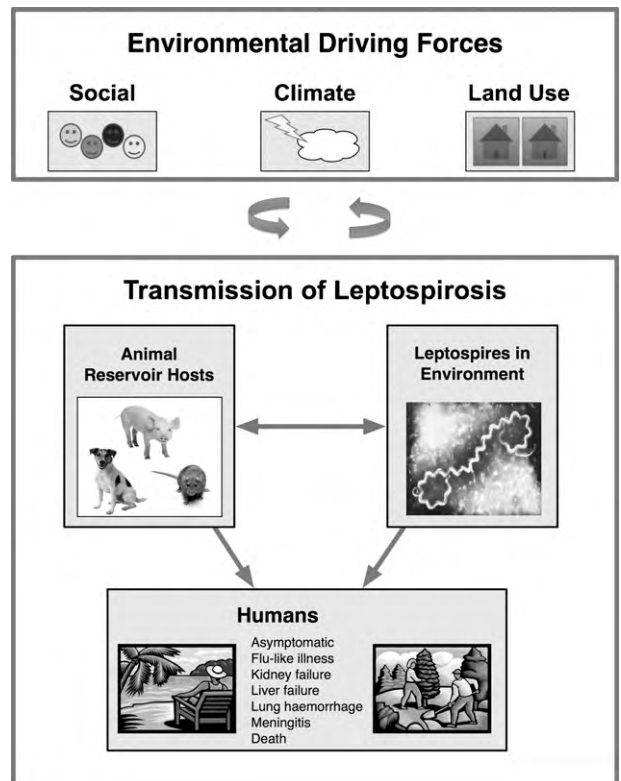 Environmental Driving Forces
Social
Climate
Land Use
Transmission of Leptospirosis
Animal
Reservoir Hosts
Leptospires in
Environment
Humans
Asymptomatic
Flu-like illness
Kidney failure
Liver failure
Lung haemorrhage
Meningitis
Death